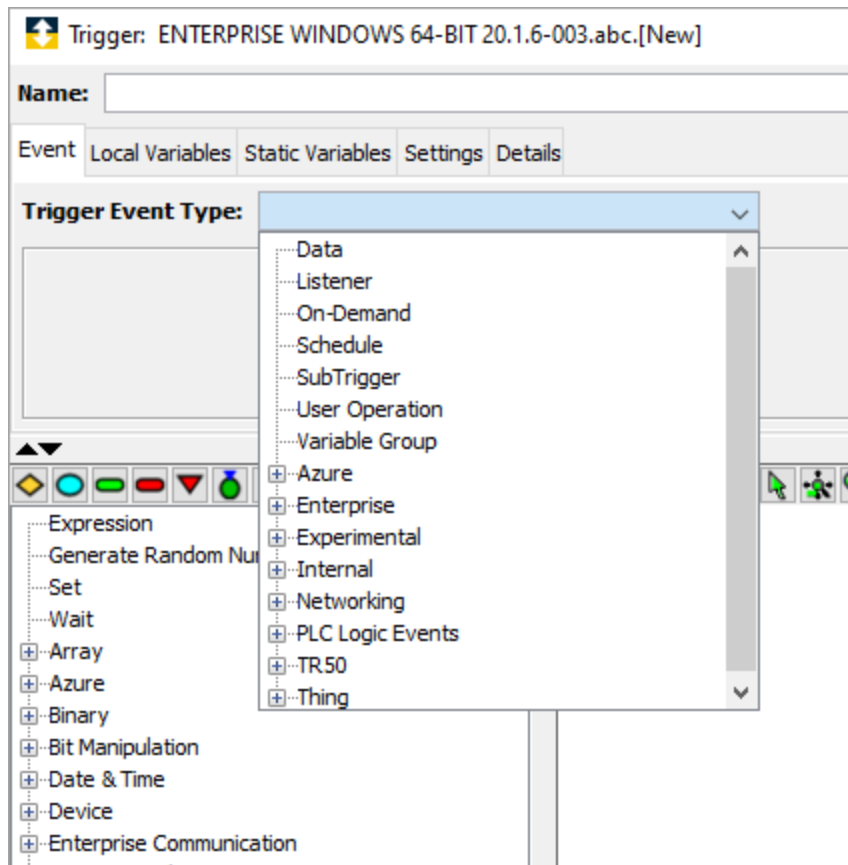 Trigger: ENTERPRISE WINDOWS 64-BIT 20.1.6-003.abc.[New]
Name:
Event Local Variables Static Variables Settings Details
Trigger Event Type:
Data
Listener
On-Demand
Schedule
SubTrigger
User Operation
Variable Group
Azure
Enterprise
Experimental
Internal
Networking
PLC Logic Events
TR50
Thing
Expression
Generate Random
Set
Wait
Array
Azure
Binary
Bit Manipulation
Date & Time
Device
Enterprise Communication